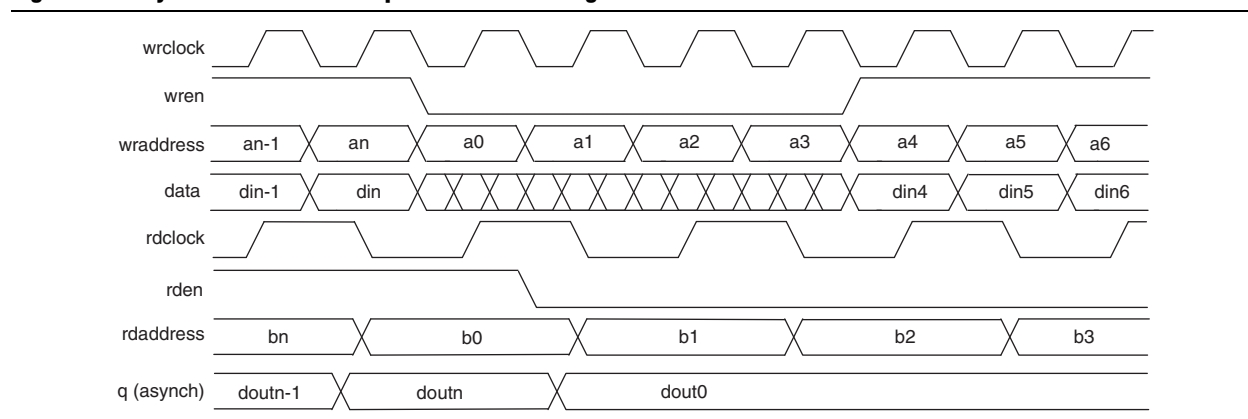 wrclock
wren
wraddress an-1 an a0 a1 a2 a3 a4 a5 a6
data din-1 din din4 din5 din6
rdclock
rden
rdaddress bn b0 b1 b2 b3
q (asynch) doutn-1 doutn dout0